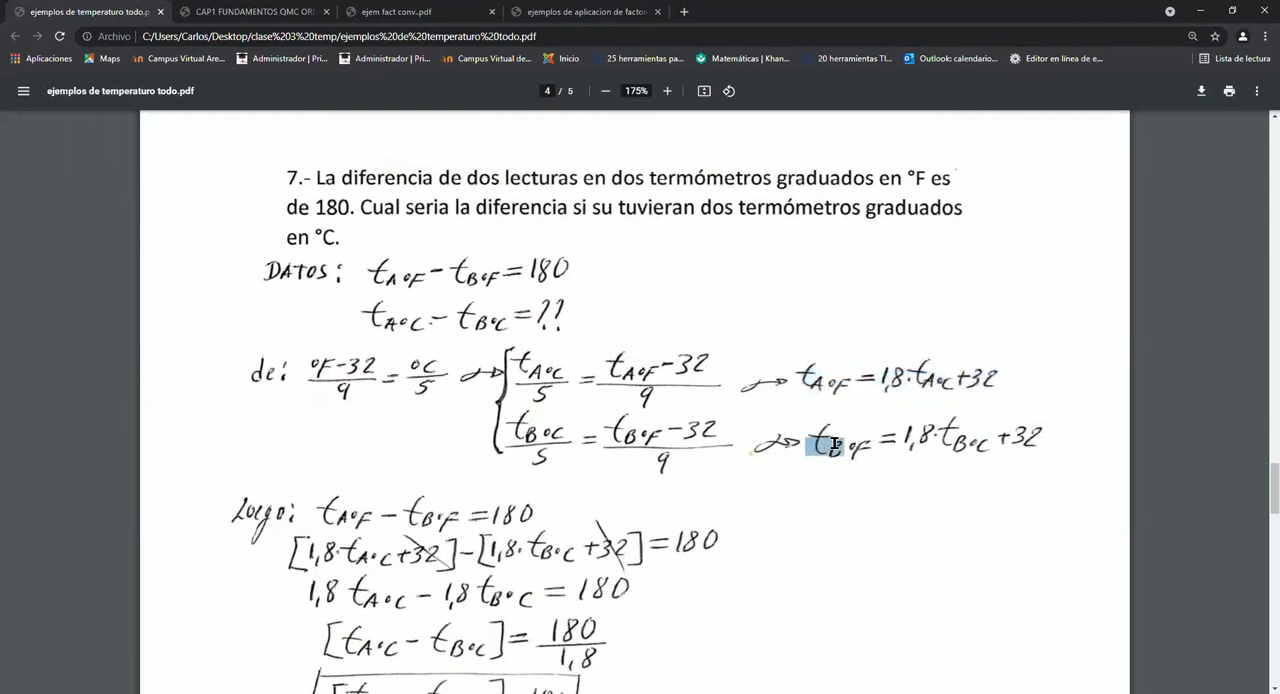 ejemplos de temperaturo todo.p
CAP1 FUNDAMENTOS QMC ORI
ejem fact conv..pdf
ejemplos de aplicacion de factor
Archivo | C:/Users/Carlos/Desktop/clase%203%20temp/ejemplos%20de%20temperaturo%20todo.pdf
Aplicaciones
Maps
Campus Virtual Are...
Administrador | Pri...
Administrador | Pri...
Campus Virtual de...
Inicio
25 herramientas pa...
Matemáticas | Khan...
20 herramientas TI...
Outlook: calendario...
Editor en línea de e...
Lista de lectura
ejemplos de temperaturo todo.pdf
4 / 5
175%
7.- La diferencia de dos lecturas en dos termómetros graduados en °F es
de 180. Cual seria la diferencia si su tuvieran dos termómetros graduados
en °C.
DATOS: tA°F - tB°F = 180
tA°C - tB°C = ??
de: °F-32/9 = °C/5 → { tA°C/5 = tA°F-32/9 → tA°F = 1,8·tA°C+32
tB°C/5 = tB°F-32/9 → tB°F = 1,8·tB°C +32
Luego: tA°F - tB°F = 180
[1,8·tA°C+32] - [1,8·tB°C +32] = 180
1,8 tA°C - 1,8 tB°C = 180
[tA°C - tB°C] = 180/1,8